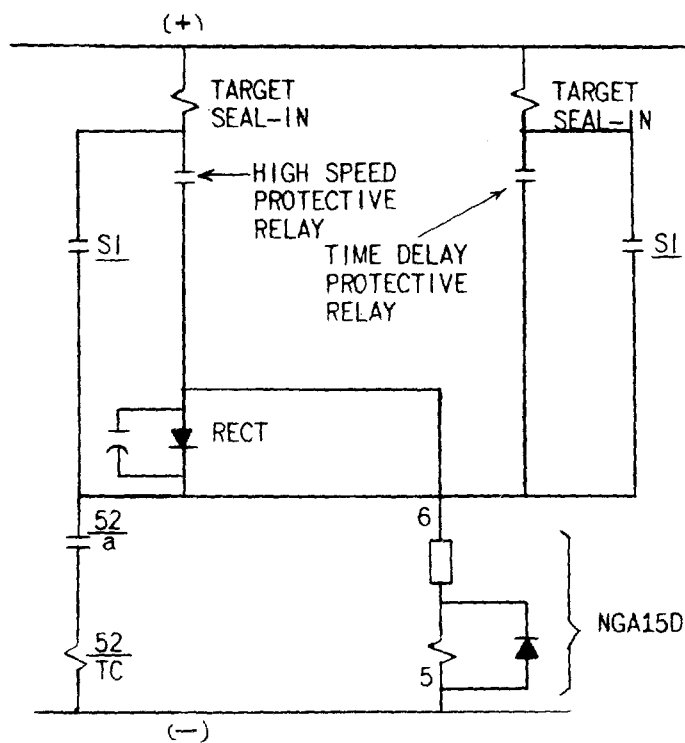 (+)
TARGET
SEAL-IN
TARGET
SEAL-IN
HIGH SPEED
PROTECTIVE
RELAY
SI
TIME DELAY
PROTECTIVE
RELAY
SI
RECT
52
a
6
NGA15D
52
TC
5
(-)